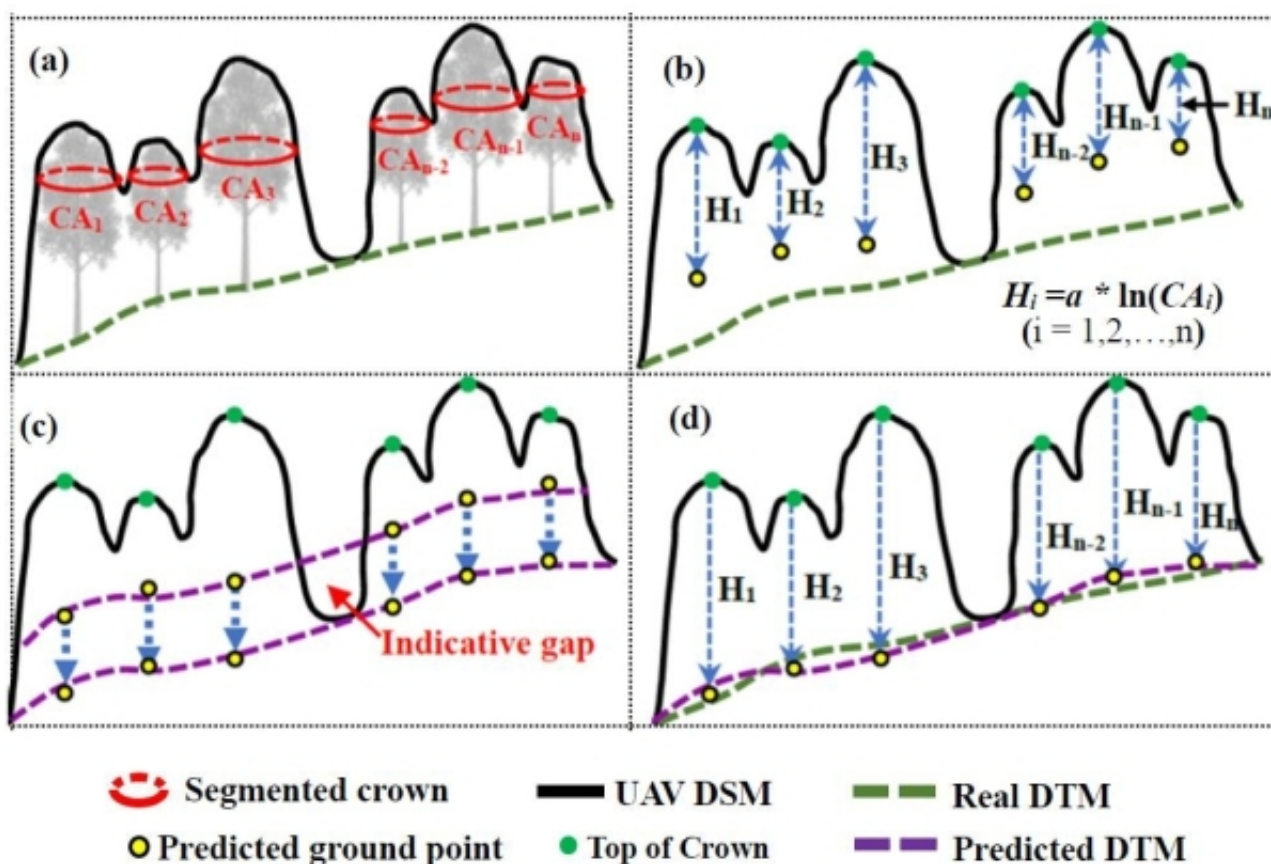 (a)
CA₁
CA₂
CA₃
CAₙ₋₂
CAₙ₋₁
CAₙ
(b)
H₁
H₂
H₃
Hₙ₋₂
Hₙ₋₁
Hₙ
Hᵢ =a * ln(CAᵢ)
(i = 1,2,…,n)
(c)
Indicative gap
(d)
H₁
H₂
H₃
Hₙ₋₂
Hₙ₋₁
Hₙ
Segmented crown
UAV DSM
Real DTM
Predicted ground point
Top of Crown
Predicted DTM